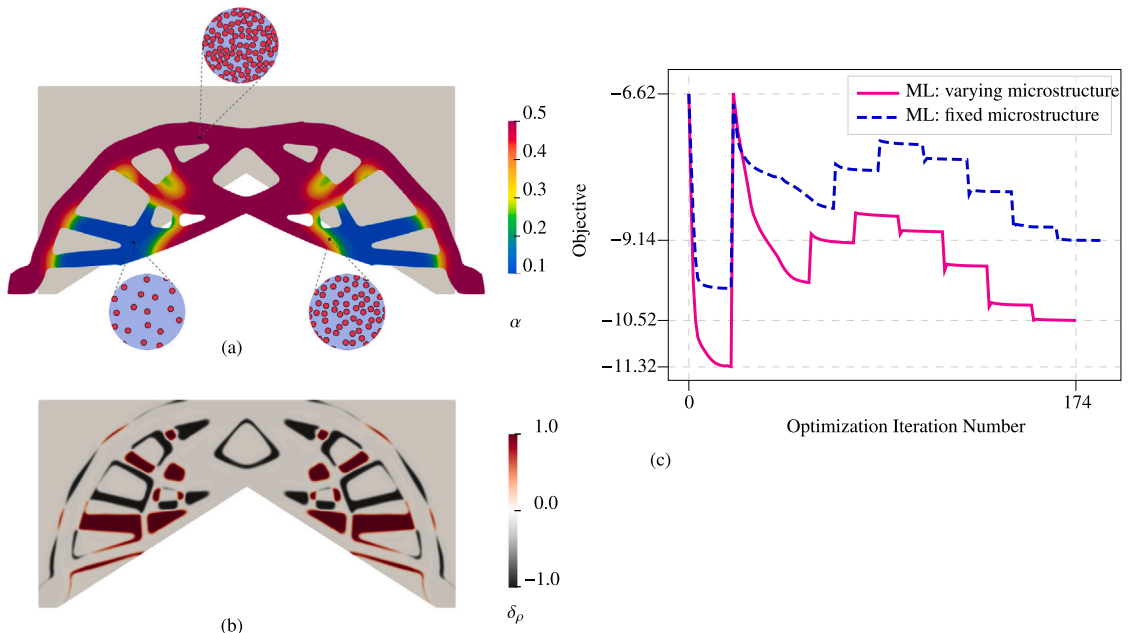 0.5
0.4
0.3
0.2
0.1
α
(a)
1.0
0.0
−1.0
δρ
(b)
ML: varying microstructure
ML: fixed microstructure
−6.62
−9.14
−10.52
−11.32
Objective
0
174
Optimization Iteration Number
(c)